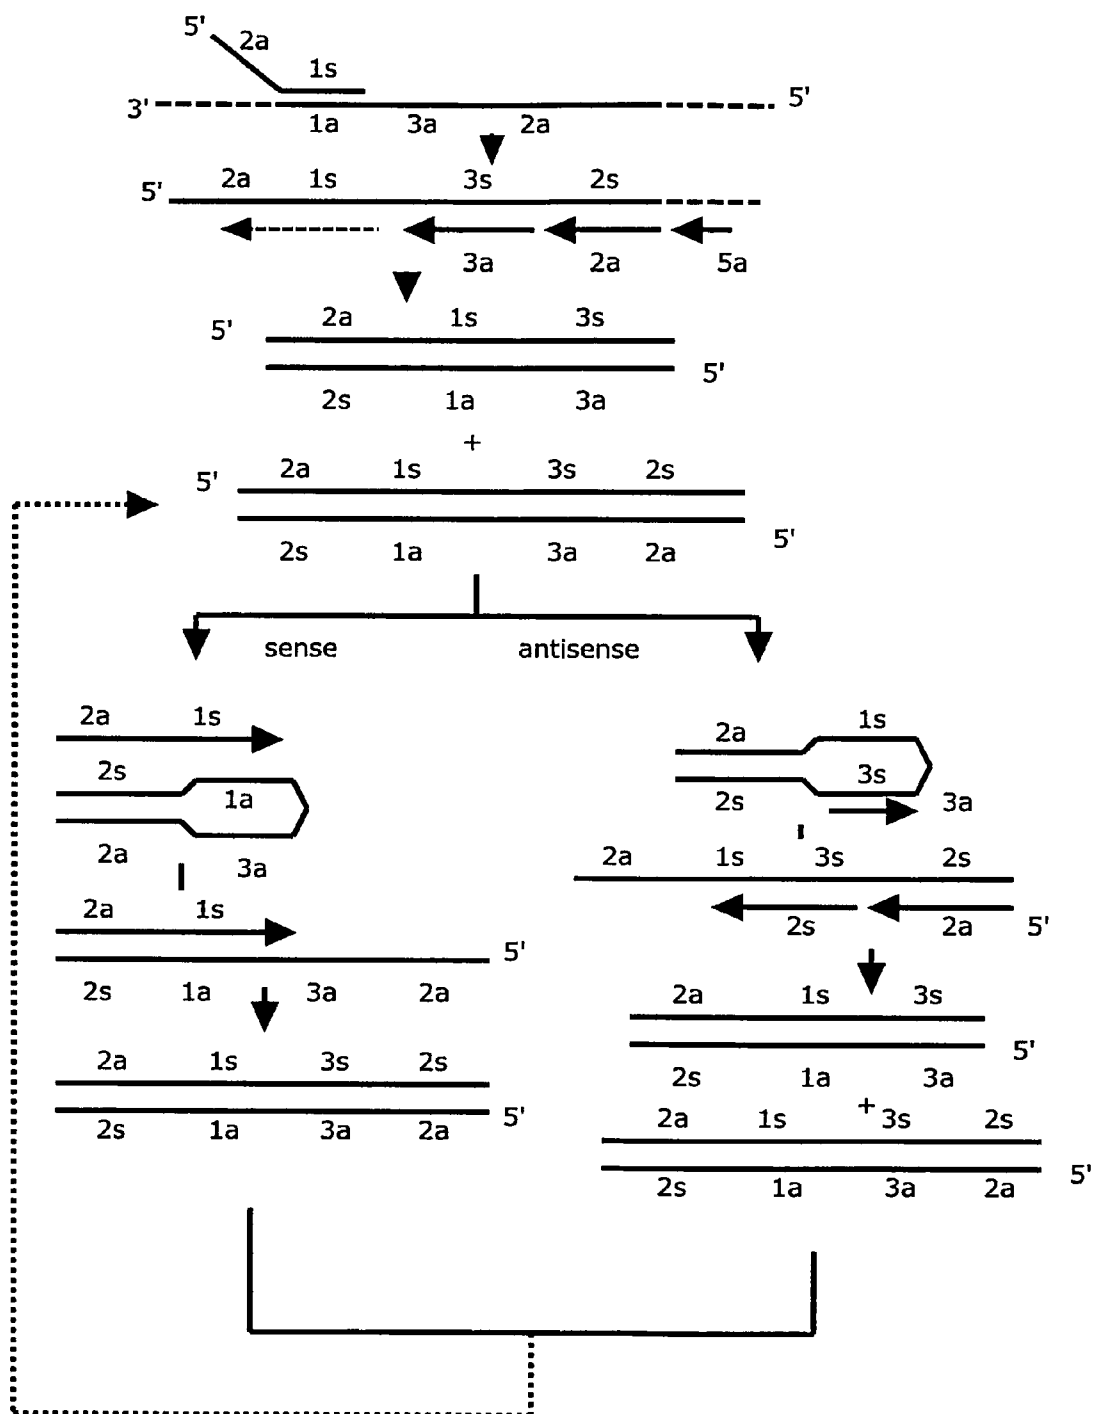 5' 2a
1s
3' 5'
1a 3a 2a
5' 2a 1s 3s 2s
3a 2a 5a
2a 1s 3s
5'
5'
2s 1a 3a
+
5' 2a 1s 3s 2s
5'
2s 1a 3a 2a
sense antisense
2a 1s
2s
1a
2a 3a
2a 1s
5'
2s 1a 3a 2a
2a 1s 3s 2s
5'
2s 1a 3a 2a
1s
2a
3s
2s 3a
2a 1s 3s 2s
2s 2a 5'
2a 1s 3s
5'
2s 1a 3a
+
2a 1s 3s 2s
5'
2s 1a 3a 2a